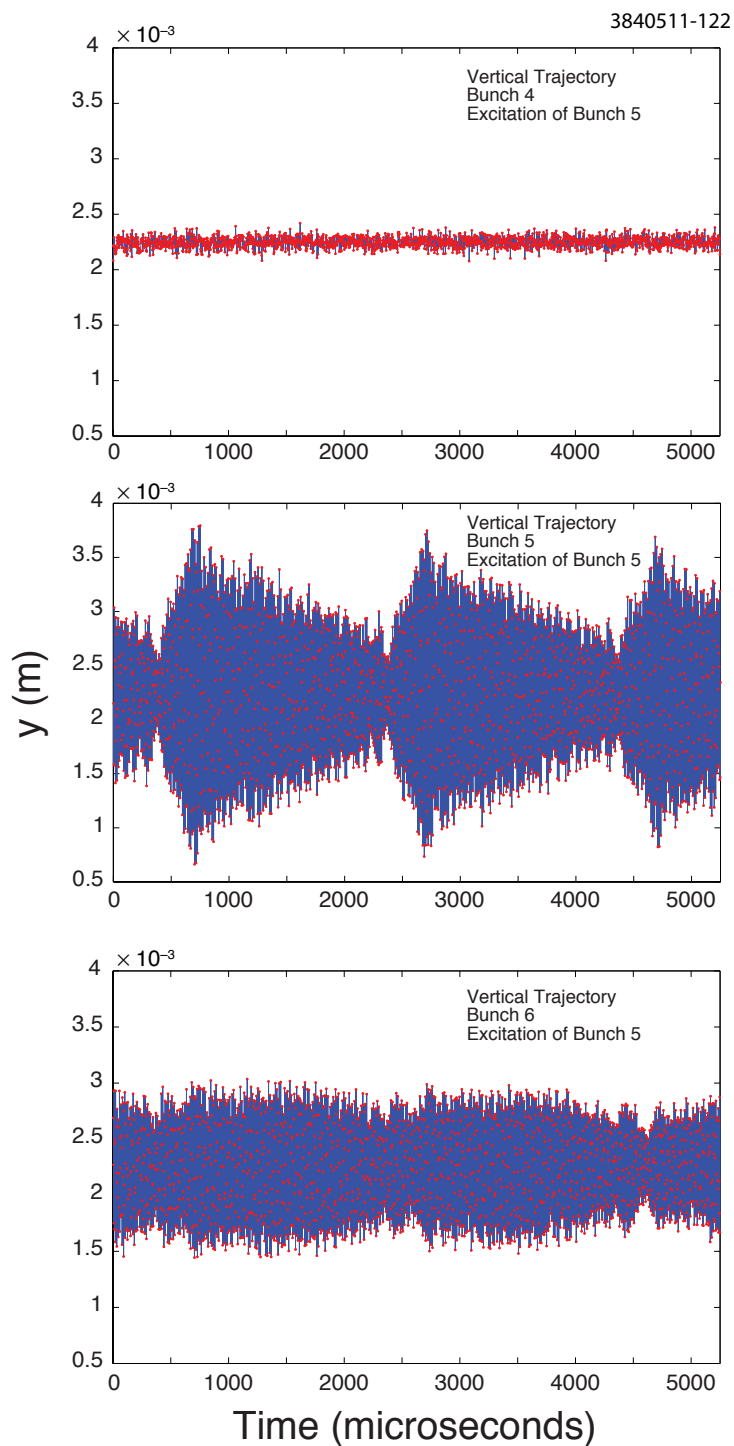 3840511-122
× 10⁻³
4
3.5
3
2.5
2
1.5
1
0.5
0 1000 2000 3000 4000 5000
Vertical Trajectory
Bunch 4
Excitation of Bunch 5
× 10⁻³
4
3.5
3
2.5
2
1.5
1
0.5
0 1000 2000 3000 4000 5000
Vertical Trajectory
Bunch 5
Excitation of Bunch 5
y (m)
× 10⁻³
4
3.5
3
2.5
2
1.5
1
0.5
0 1000 2000 3000 4000 5000
Vertical Trajectory
Bunch 6
Excitation of Bunch 5
Time (microseconds)